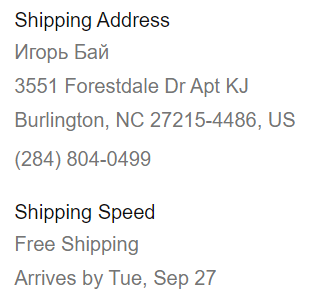 Shipping Address
Игорь Бай
3551 Forestdale Dr Apt KJ
Burlington, NC 27215-4486, US
(284) 804-0499
Shipping Speed
Free Shipping
Arrives by Tue, Sep 27